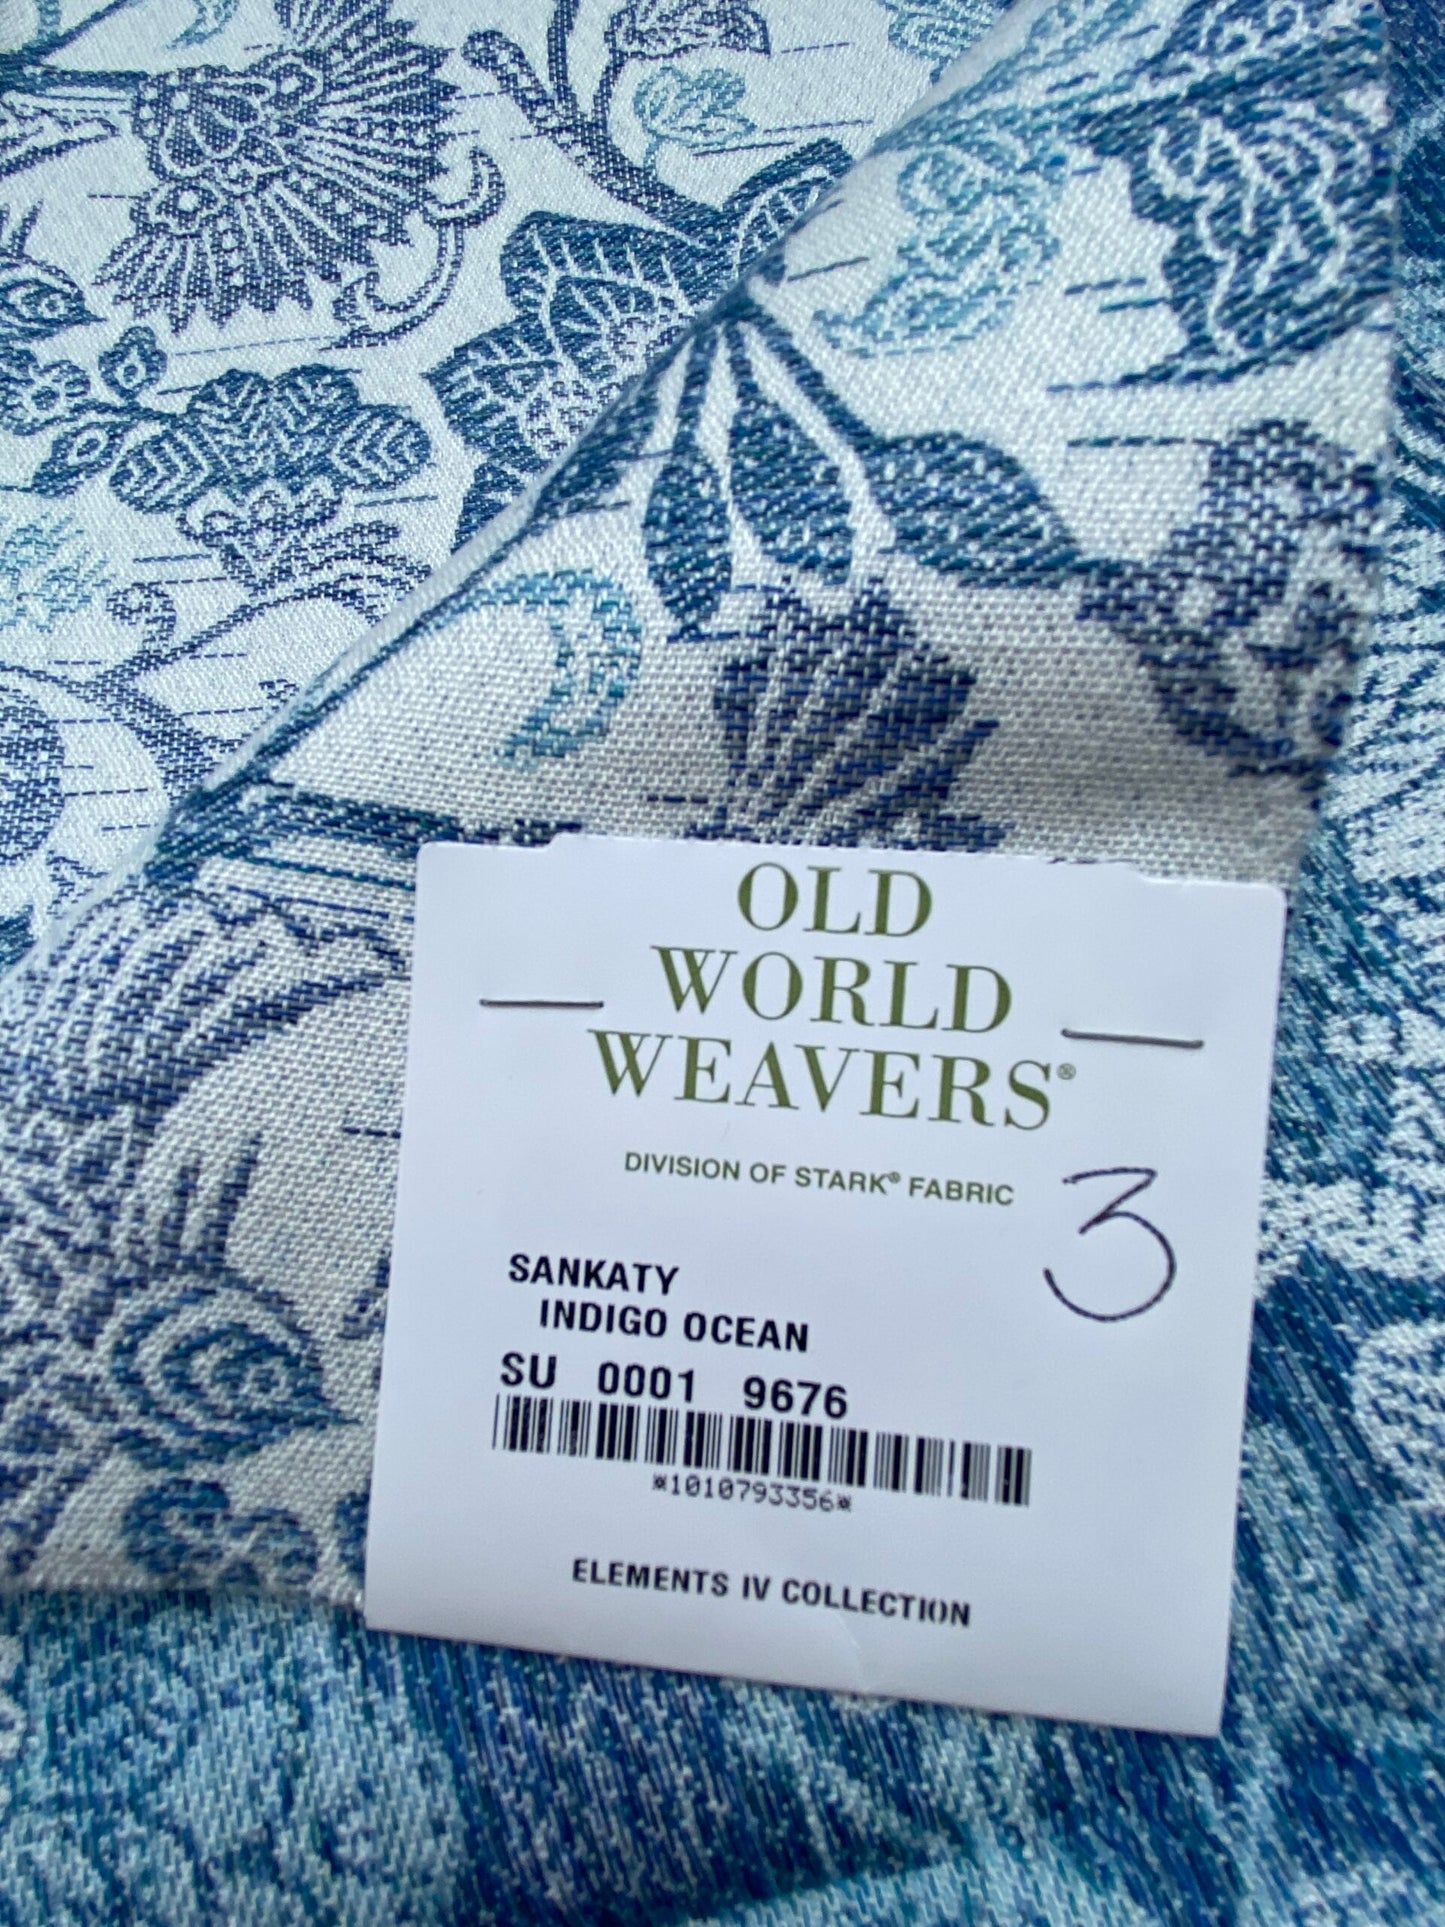 OLD
WORLD
WEAVERS®
DIVISION OF STARK® FABRIC
3
SANKATY
INDIGO OCEAN
SU 0001 9676
*1010793356*
ELEMENTS IV COLLECTION